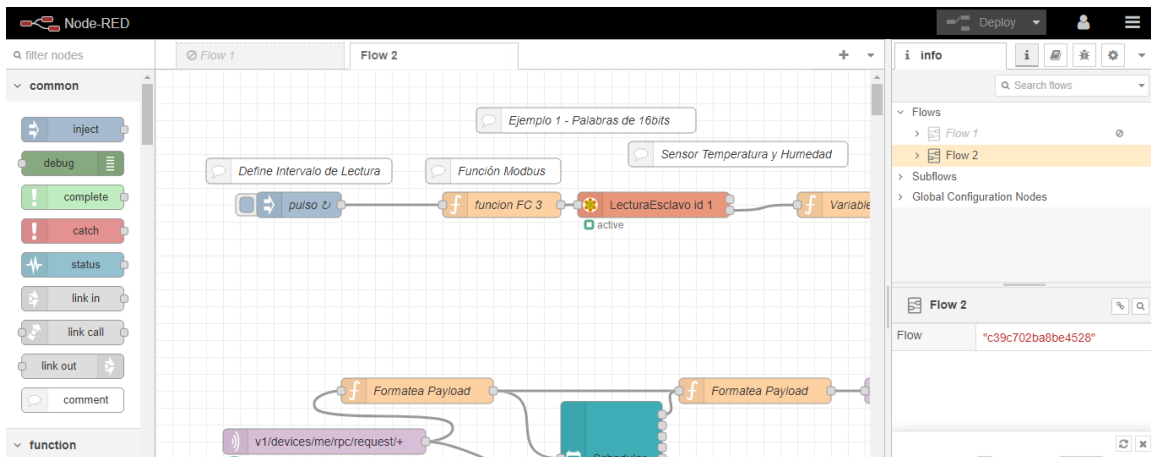 Node-RED
Deploy
filter nodes
Flow 1
Flow 2
info
i
Search flows
common
inject
debug
complete
catch
status
link in
link call
link out
comment
function
Ejemplo 1 - Palabras de 16bits
Sensor Temperatura y Humedad
Define Intervalo de Lectura
Función Modbus
pulso ↻
funcion FC 3
LecturaEsclavo id 1
active
Variable
Formatea Payload
Formatea Payload
v1/devices/me/rpc/request/+
Flows
Flow 1
Flow 2
Subflows
Global Configuration Nodes
Flow 2
Flow
"c39c702ba8be4528"